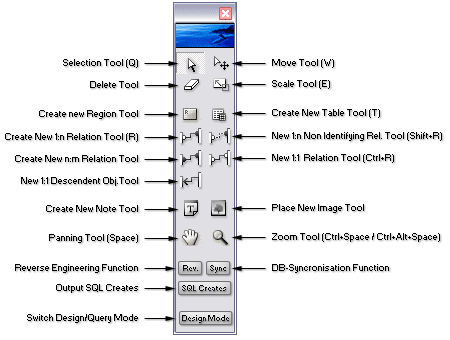 Selection Tool (Q)
Move Tool (W)
Delete Tool
Scale Tool (E)
Create new Region Tool
Create New Table Tool (T)
Create New 1:n Relation Tool (R)
New 1:n Non Identifying Rel. Tool (Shift+R)
Create New n:m Relation Tool
New 1:1 Relation Tool (Ctrl+R)
New 1:1 Descendent Obj.Tool
Create New Note Tool
T
Place New Image Tool
Panning Tool (Space)
Zoom Tool (Ctrl+Space / Ctrl+Alt+Space)
Reverse Engineering Function
Rev.
Sync
DB-Syncronisation Function
Output SQL Creates
SQL Creates
Switch Design/Query Mode
Design Mode